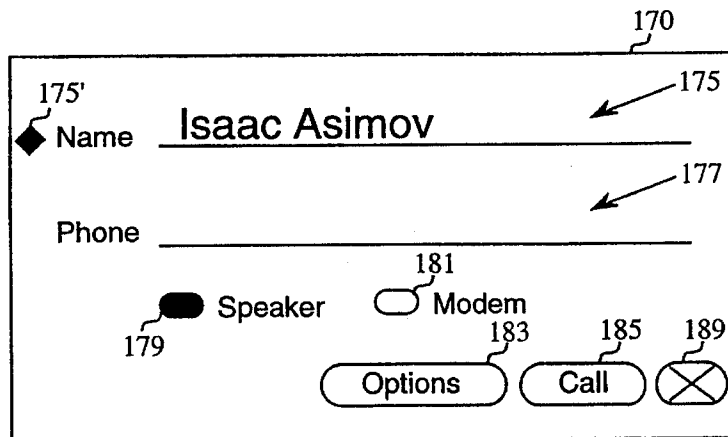 170
175'
Name Isaac Asimov
175
177
Phone
181
Speaker Modem
179
183 185 189
Options Call